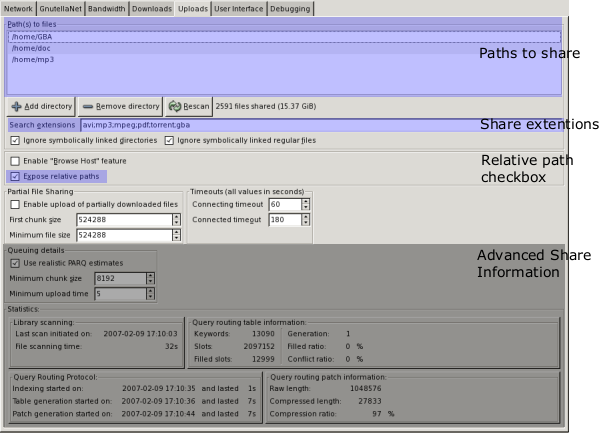 Network GnutellaNet Bandwidth Downloads Uploads User Interface Debugging
Path(s) to files
/home/GBA
/home/doc
/home/mp3
Paths to share
Add directory Remove directory Rescan 2591 files shared (15.37 GiB)
Search extensions avi;mp3;mpeg;pdf;torrent;gba
Share extentions
Ignore symbolically linked directories Ignore symbolically linked regular files
Enable "Browse Host" feature
Expose relative paths
Relative path
checkbox
Partial File Sharing
Enable upload of partially downloaded files
First chunk size 524288
Minimum file size 524288
Timeouts (all values in seconds)
Connecting timeout 60
Connected timeout 180
Queuing details
Use realistic PARQ estimates
Minimum chunk size 8192
Minimum upload time 5
Advanced Share
Information
Statistics:
Library scanning:
Last scan initiated on: 2007-02-09 17:10:03
File scanning time: 32s
Query routing table information:
Keywords: 13090 Generation: 1
Slots: 2097152 Filled ratio: 0 %
Filled slots: 12999 Conflict ratio: 0 %
Query Routing Protocol:
Indexing started on: 2007-02-09 17:10:35 and lasted 1s
Table generation started on: 2007-02-09 17:10:36 and lasted 7s
Patch generation started on: 2007-02-09 17:10:44 and lasted 7s
Query routing patch information:
Raw length: 1048576
Compressed length: 27833
Compression ratio: 97 %